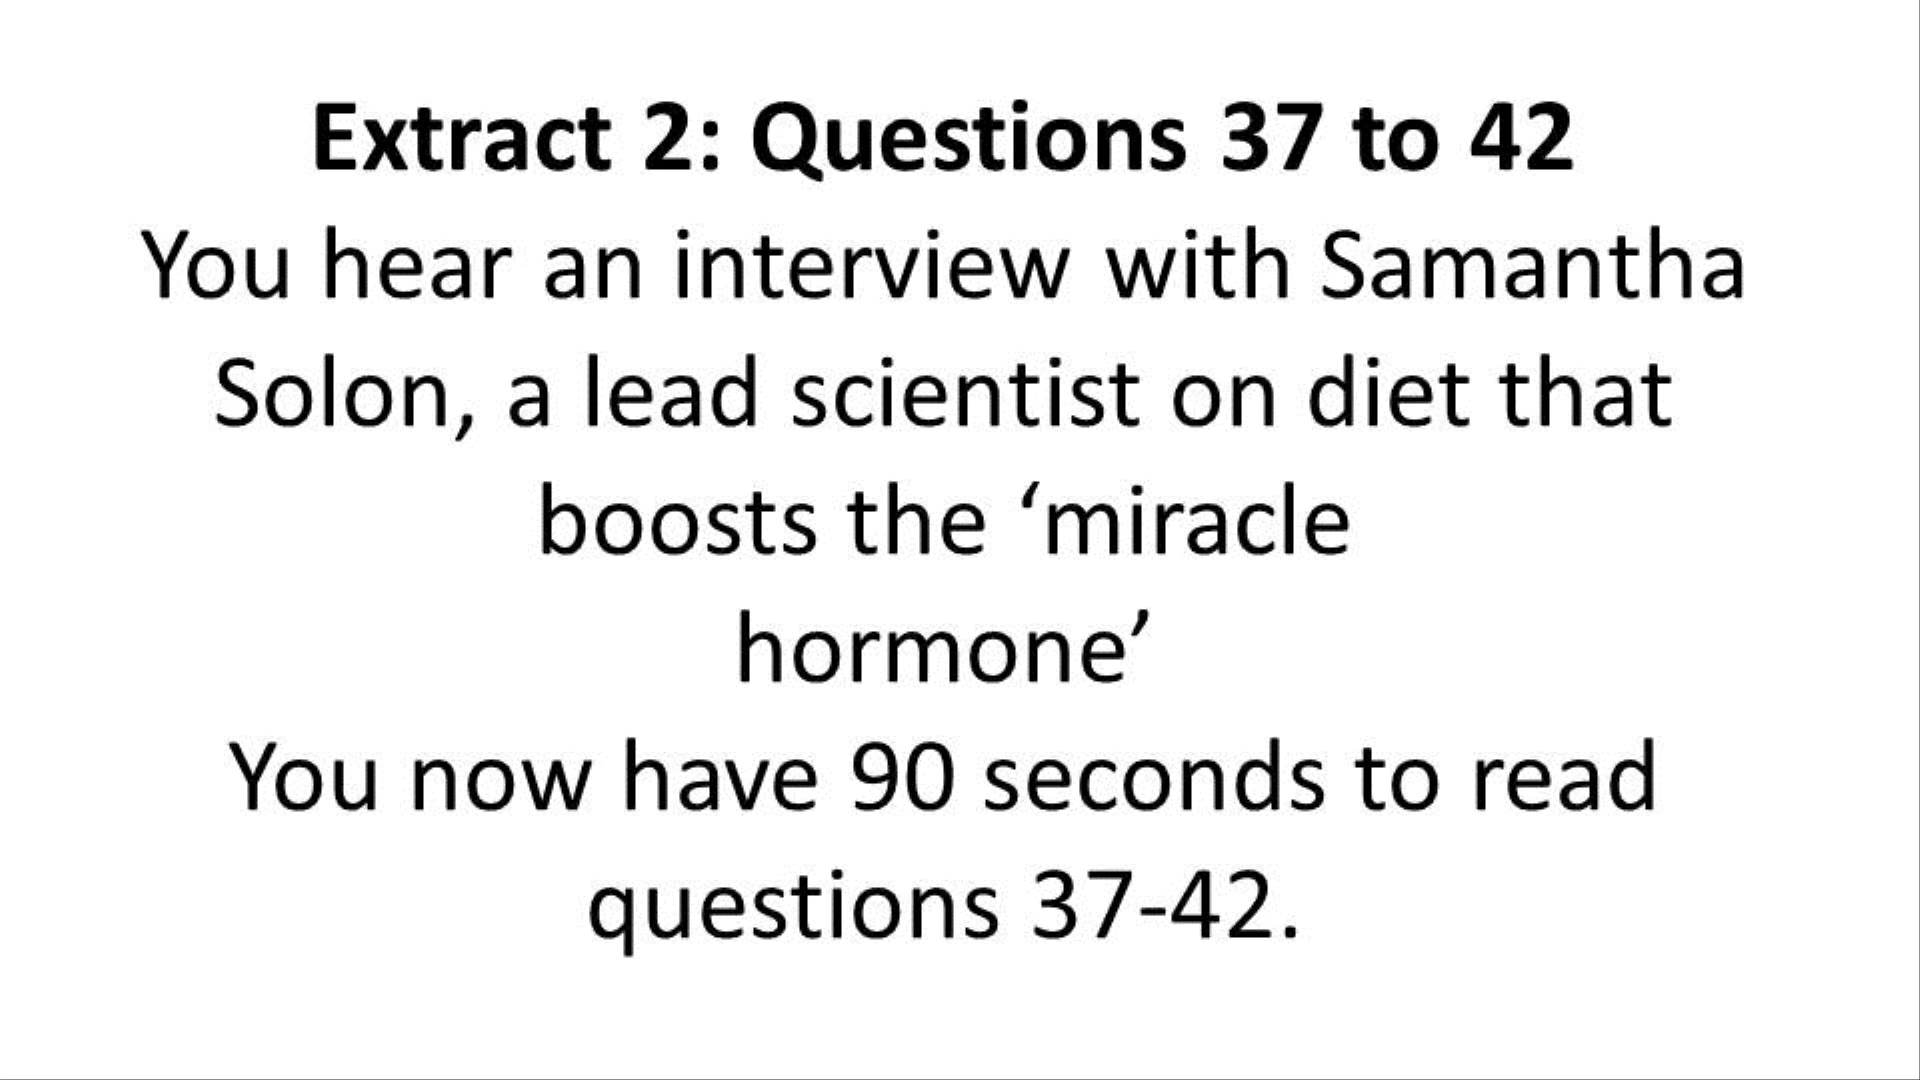 Extract 2: Questions 37 to 42
You hear an interview with Samantha
Solon, a lead scientist on diet that
boosts the ‘miracle
hormone’
You now have 90 seconds to read
questions 37-42.